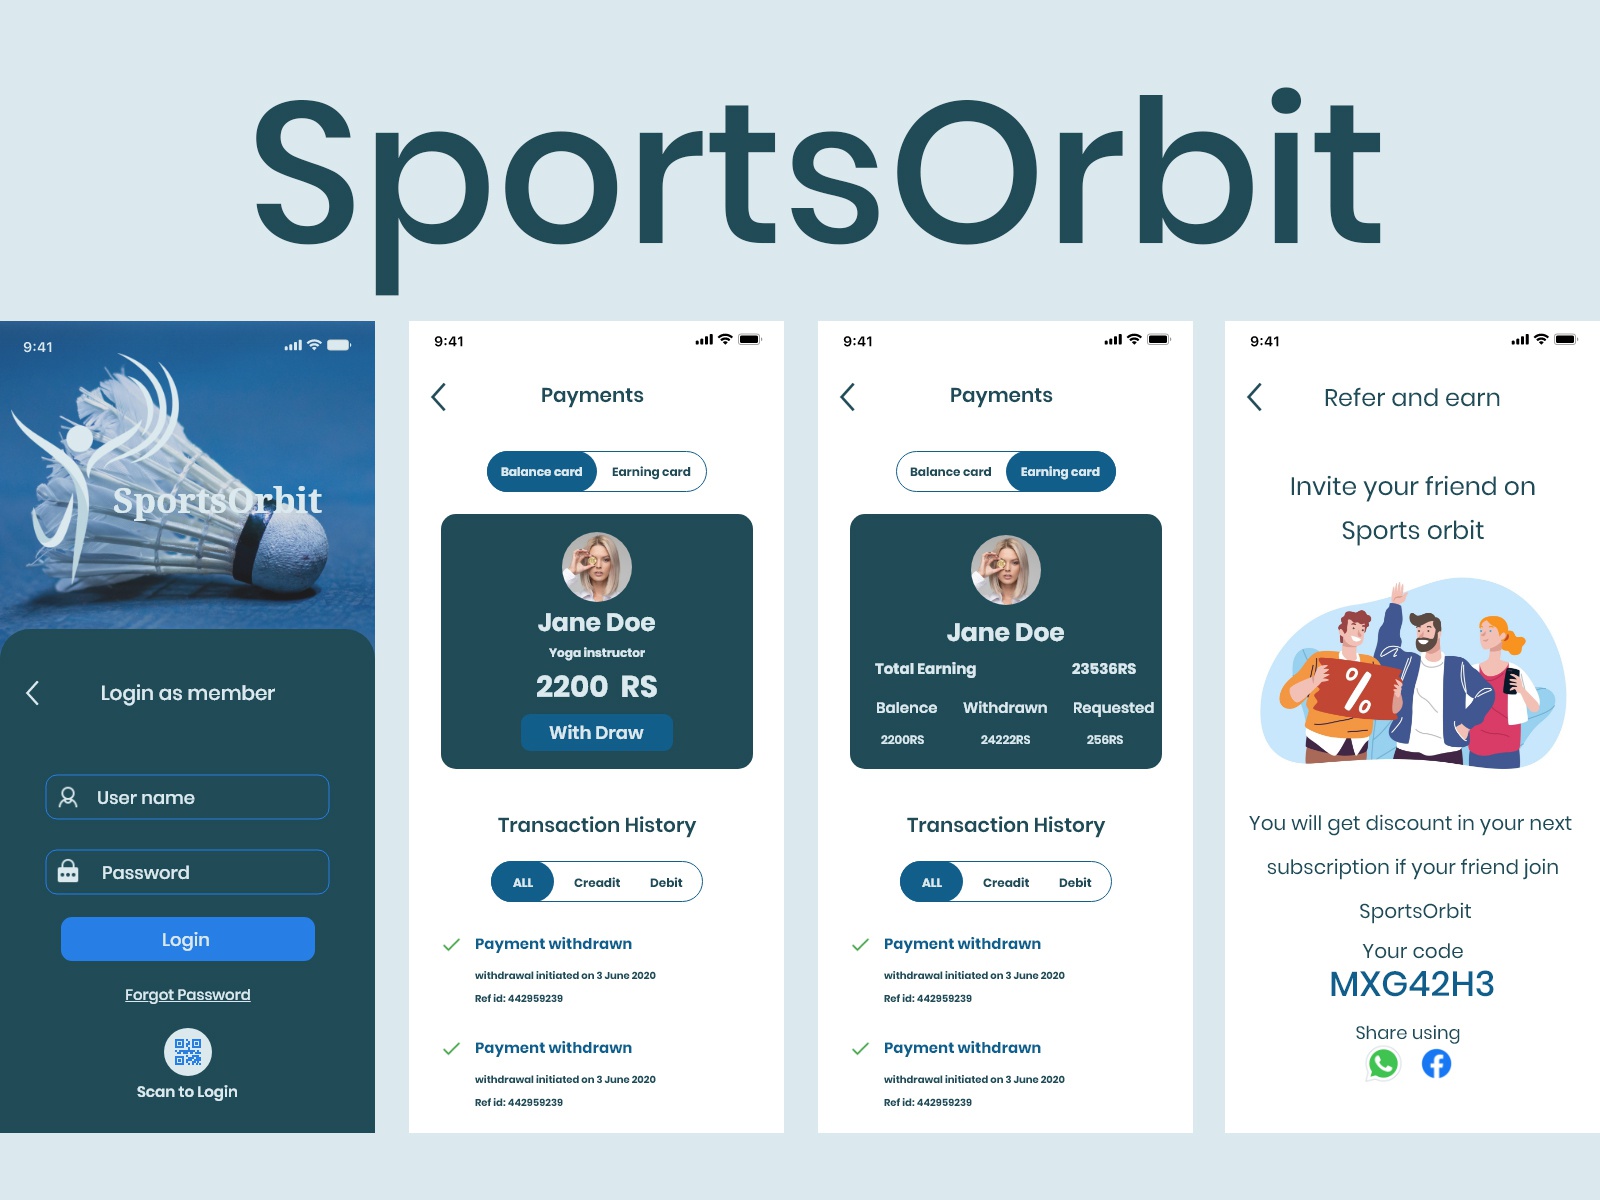 SportsOrbit
9:41
SportsOrbit
Login as member
User name
Password
Login
Forgot Password
Scan to Login
9:41
Payments
Balance card Earning card
Jane Doe
Yoga instructor
2200 RS
With Draw
Transaction History
ALL Creadit Debit
Payment withdrawn
withdrawal initiated on 3 June 2020
Ref id: 442959239
Payment withdrawn
withdrawal initiated on 3 June 2020
Ref id: 442959239
9:41
Payments
Balance card Earning card
Jane Doe
Total Earning 23536RS
Balence Withdrawn Requested
2200RS 24222RS 256RS
Transaction History
ALL Creadit Debit
Payment withdrawn
withdrawal initiated on 3 June 2020
Ref id: 442959239
Payment withdrawn
withdrawal initiated on 3 June 2020
Ref id: 442959239
9:41
Refer and earn
Invite your friend on
Sports orbit
%
You will get discount in your next
subscription if your friend join
SportsOrbit
Your code
MXG42H3
Share using